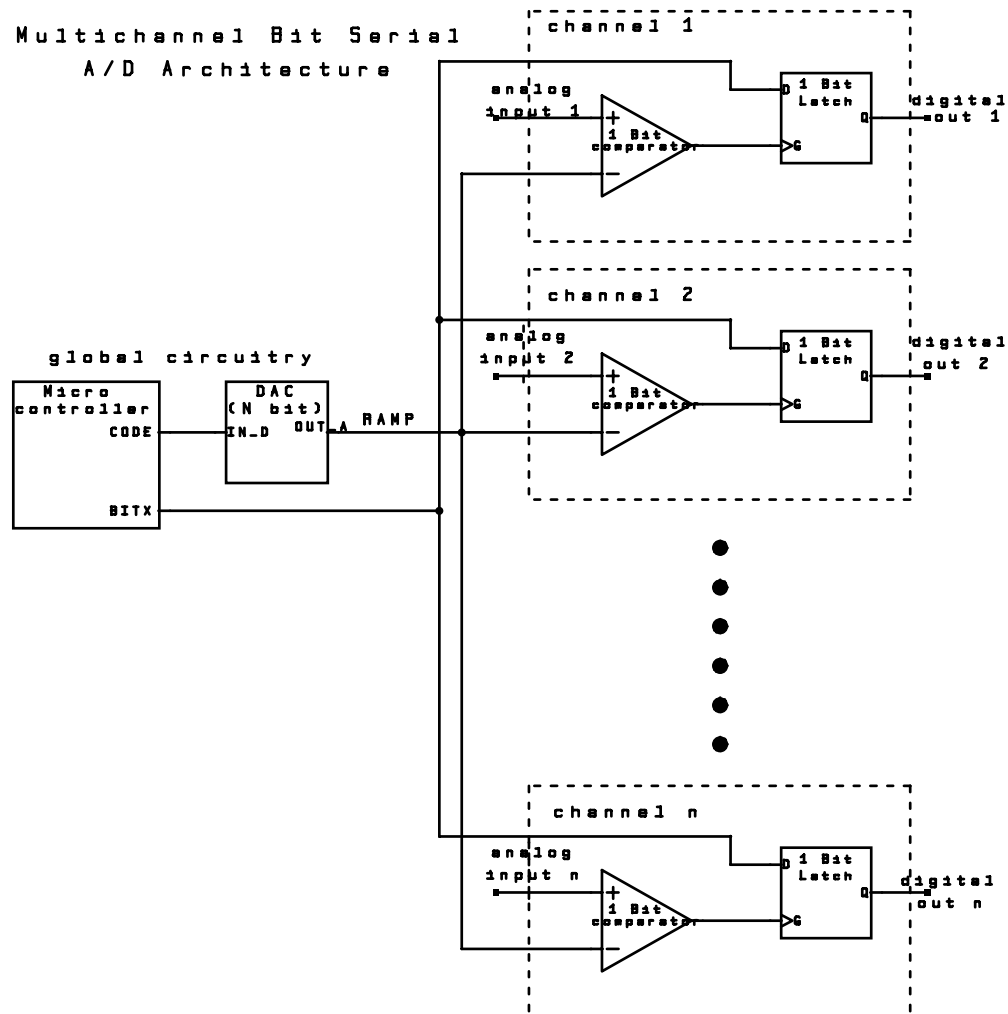 Multichannel Bit Serial
A/D Architecture
channel 1
analog
input 1
+
1 Bit
comparator
−
D
1 Bit
Latch
Q
G
digital
out 1
channel 2
analog
input 2
+
1 Bit
comparator
−
D
1 Bit
Latch
Q
G
digital
out 2
global circuitry
Micro
controller
CODE
BITX
DAC
(N bit)
IN_D
OUT_A
RAMP
channel n
analog
input n
+
1 Bit
comparator
−
D
1 Bit
Latch
Q
G
digital
out n